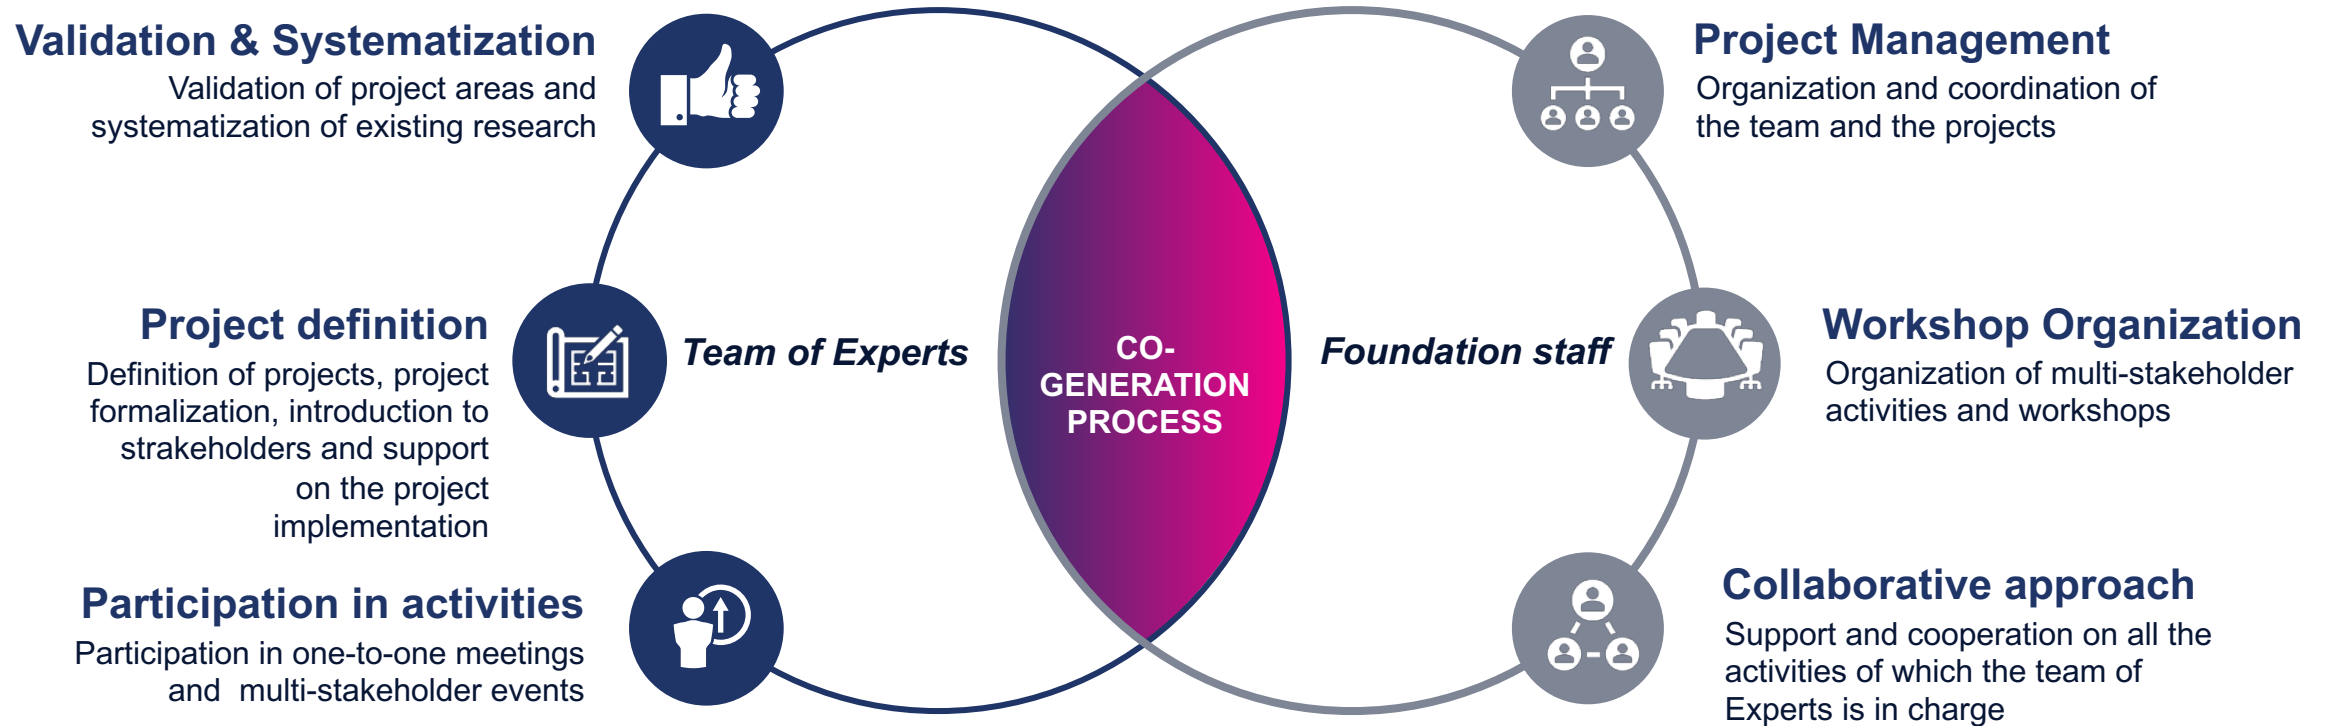 Validation & Systematization
Validation of project areas and
systematization of existing research
Project definition
Definition of projects, project
formalization, introduction to
strakeholders and support
on the project
implementation
Participation in activities
Participation in one-to-one meetings
and  multi-stakeholder events
Team of Experts
CO-
GENERATION
PROCESS
Foundation staff
Project Management
Organization and coordination of
the team and the projects
Workshop Organization
Organization of multi-stakeholder
activities and workshops
Collaborative approach
Support and cooperation on all the
activities of which the team of
Experts is in charge